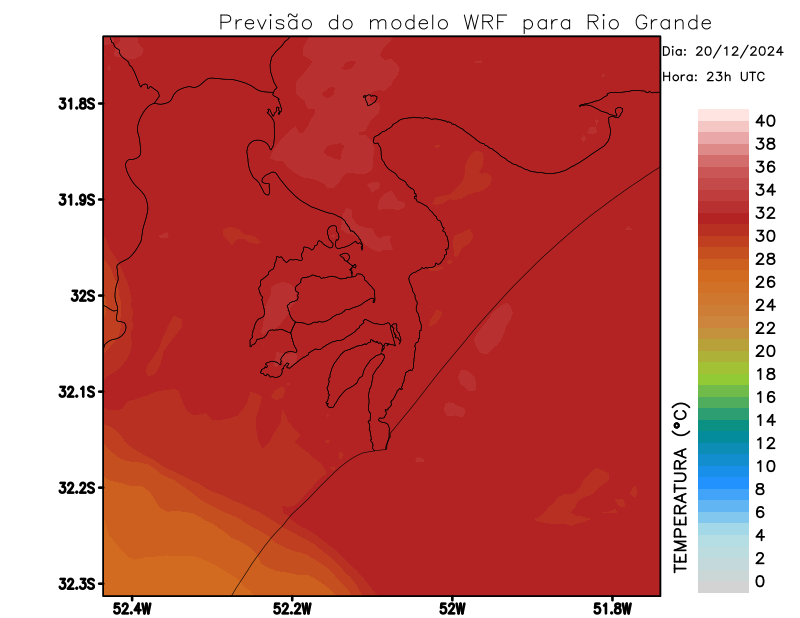 Previsão do modelo WRF para Rio Grande
Dia: 20/12/2024
Hora: 23h UTC
31.8S
31.9S
32S
32.1S
32.2S
32.3S
52.4W
52.2W
52W
51.8W
TEMPERATURA (°C)
40
38
36
34
32
30
28
26
24
22
20
18
16
14
12
10
8
6
4
2
0